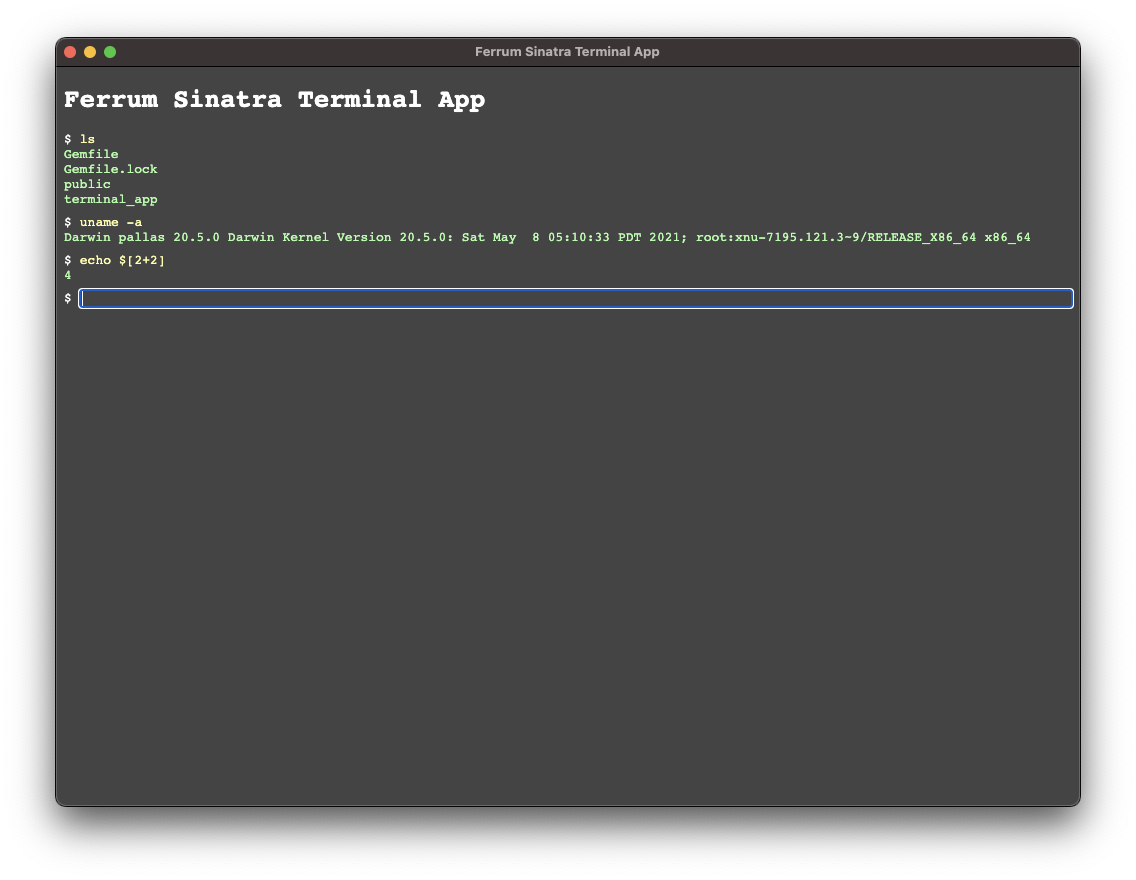 Ferrum Sinatra Terminal App
Ferrum Sinatra Terminal App
$ ls
Gemfile
Gemfile.lock
public
terminal_app
$ uname -a
Darwin pallas 20.5.0 Darwin Kernel Version 20.5.0: Sat May  8 05:10:33 PDT 2021; root:xnu-7195.121.3~9/RELEASE_X86_64 x86_64
$ echo $[2+2]
4
$